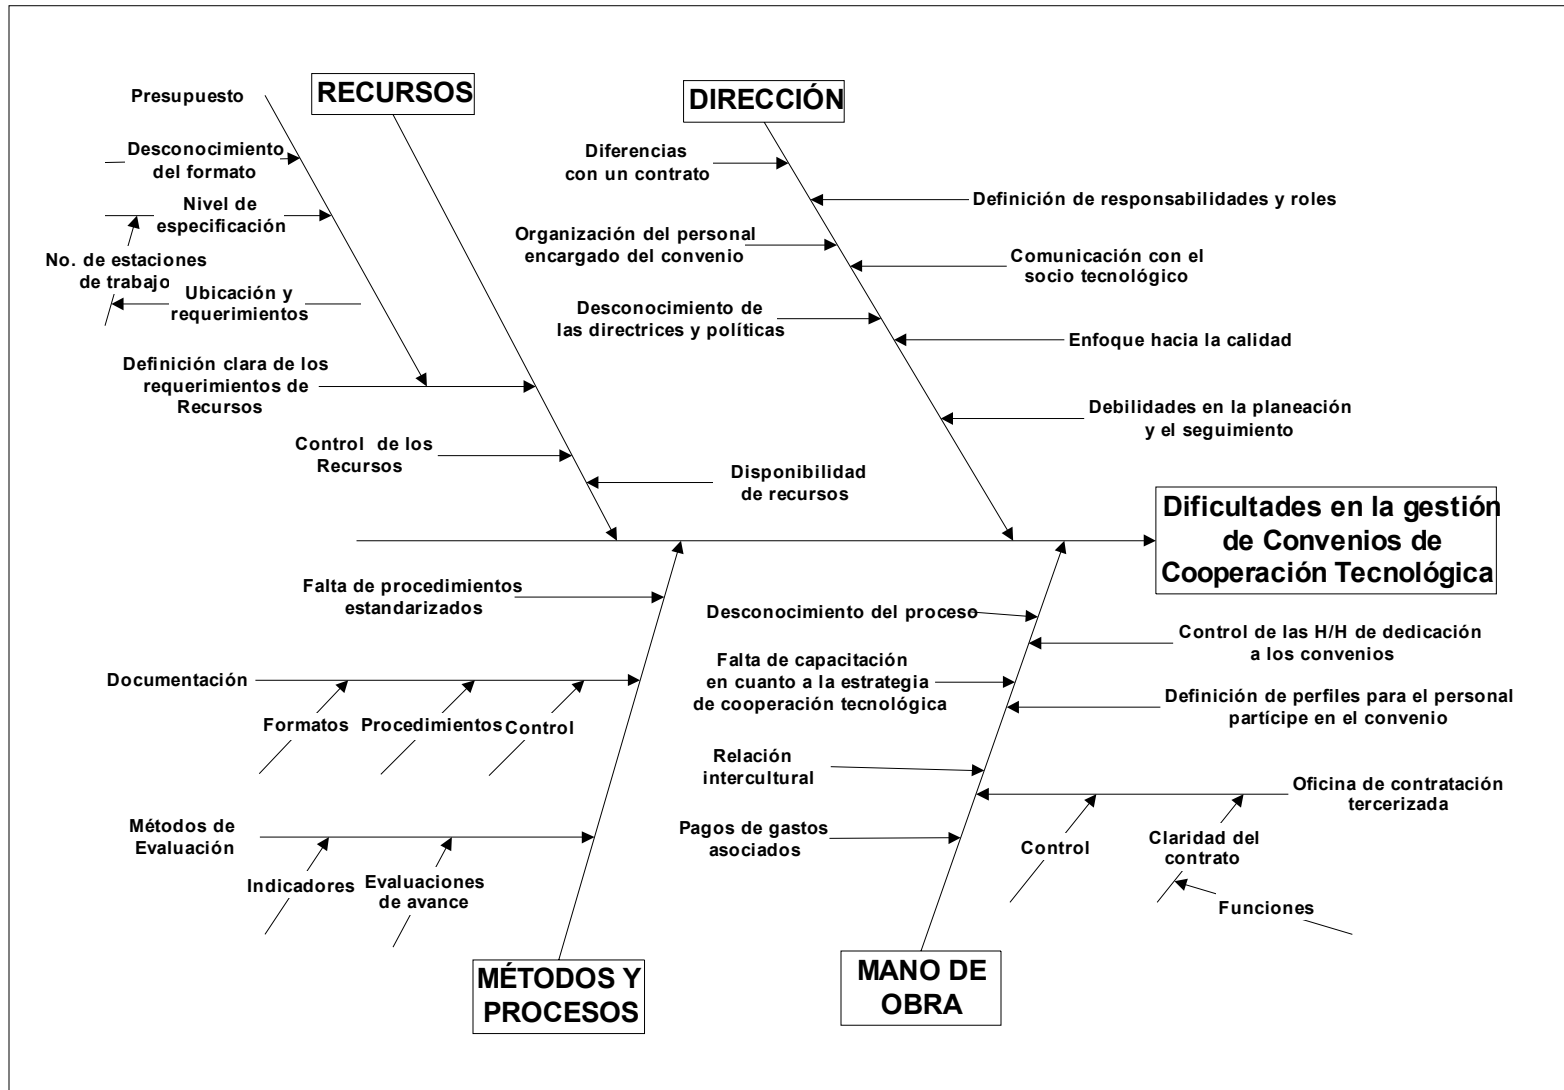 RECURSOS
DIRECCIÓN
Presupuesto
Desconocimiento
del formato
Nivel de
especificación
No. de estaciones
de trabajo
Ubicación y
requerimientos
Definición clara de los
requerimientos de
Recursos
Control de los
Recursos
Disponibilidad
de recursos
Diferencias
con un contrato
Definición de responsabilidades y roles
Organización del personal
encargado del convenio
Comunicación con el
socio tecnológico
Desconocimiento de
las directrices y políticas
Enfoque hacia la calidad
Debilidades en la planeación
y el seguimiento
Dificultades en la gestión
de Convenios de
Cooperación Tecnológica
Falta de procedimientos
estandarizados
Documentación
Formatos
Procedimientos
Control
Métodos de
Evaluación
Indicadores
Evaluaciones
de avance
MÉTODOS Y
PROCESOS
Desconocimiento del proceso
Control de las H/H de dedicación
a los convenios
Falta de capacitación
en cuanto a la estrategia
de cooperación tecnológica
Definición de perfiles para el personal
partícipe en el convenio
Relación
intercultural
Oficina de contratación
tercerizada
Pagos de gastos
asociados
Control
Claridad del
contrato
Funciones
MANO DE
OBRA